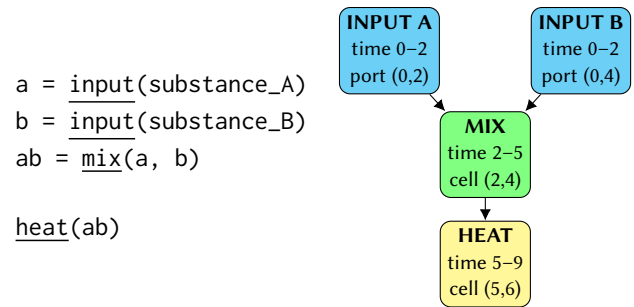 a = input(substance_A)
b = input(substance_B)
ab = mix(a, b)
heat(ab)
INPUT A
time 0–2
port (0,2)
INPUT B
time 0–2
port (0,4)
MIX
time 2–5
cell (2,4)
HEAT
time 5–9
cell (5,6)